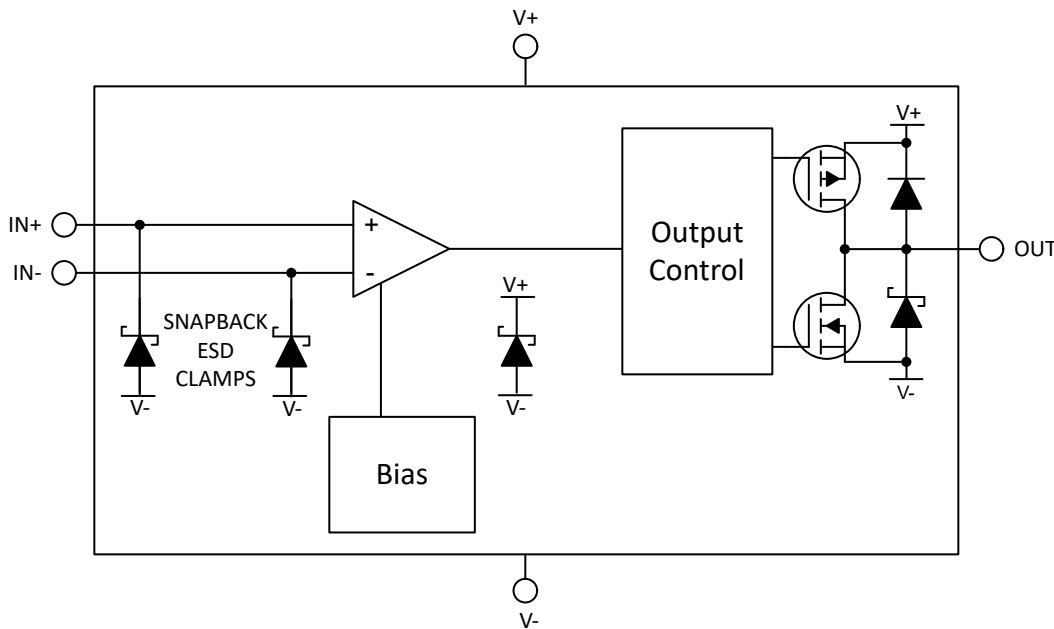 V+
V+
IN+
+
Output
Control
OUT
IN-
-
V+
SNAPBACK
ESD
CLAMPS
V-
V-
V-
V-
Bias
V-